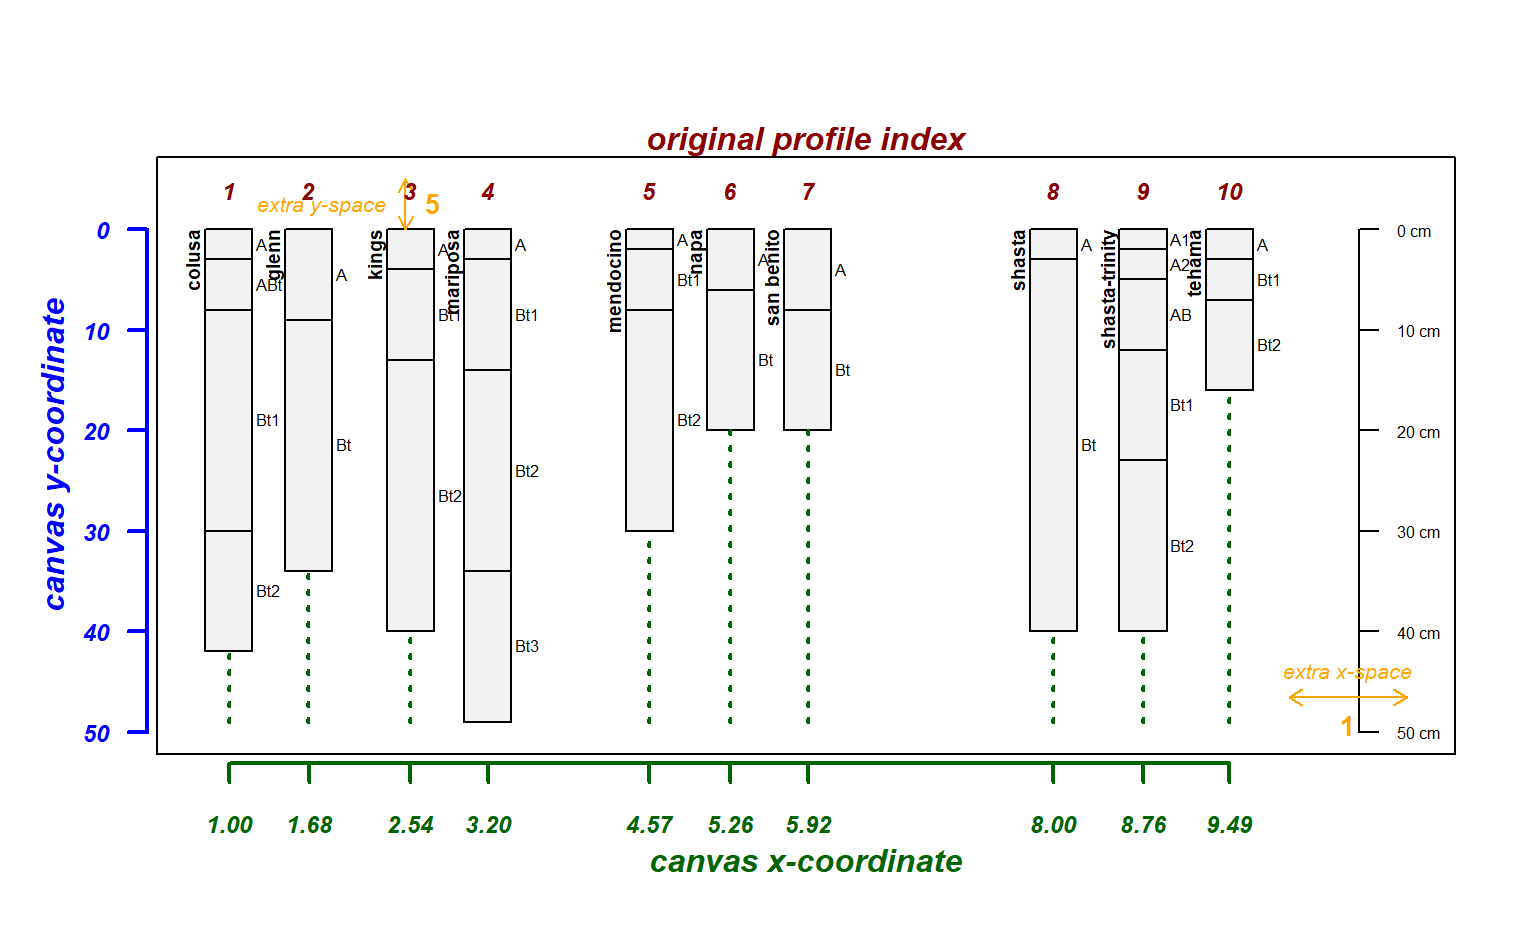 original profile index
1 2 3 4 5 6 7 8 9 10
extra y-space 5
canvas y-coordinate
0
10
20
30
40
50
colusa
A
ABt
Bt1
Bt2
glenn
A
Bt
kings
A
Bt1
Bt2
mariposa
A
Bt1
Bt2
Bt3
mendocino
A
Bt1
Bt2
napa
A
Bt
san benito
A
Bt
shasta
A
Bt
shasta-trinity
A1
A2
AB
Bt1
Bt2
tehama
A
Bt1
Bt2
0 cm
10 cm
20 cm
30 cm
40 cm
50 cm
extra x-space
1
1.00 1.68 2.54 3.20 4.57 5.26 5.92 8.00 8.76 9.49
canvas x-coordinate